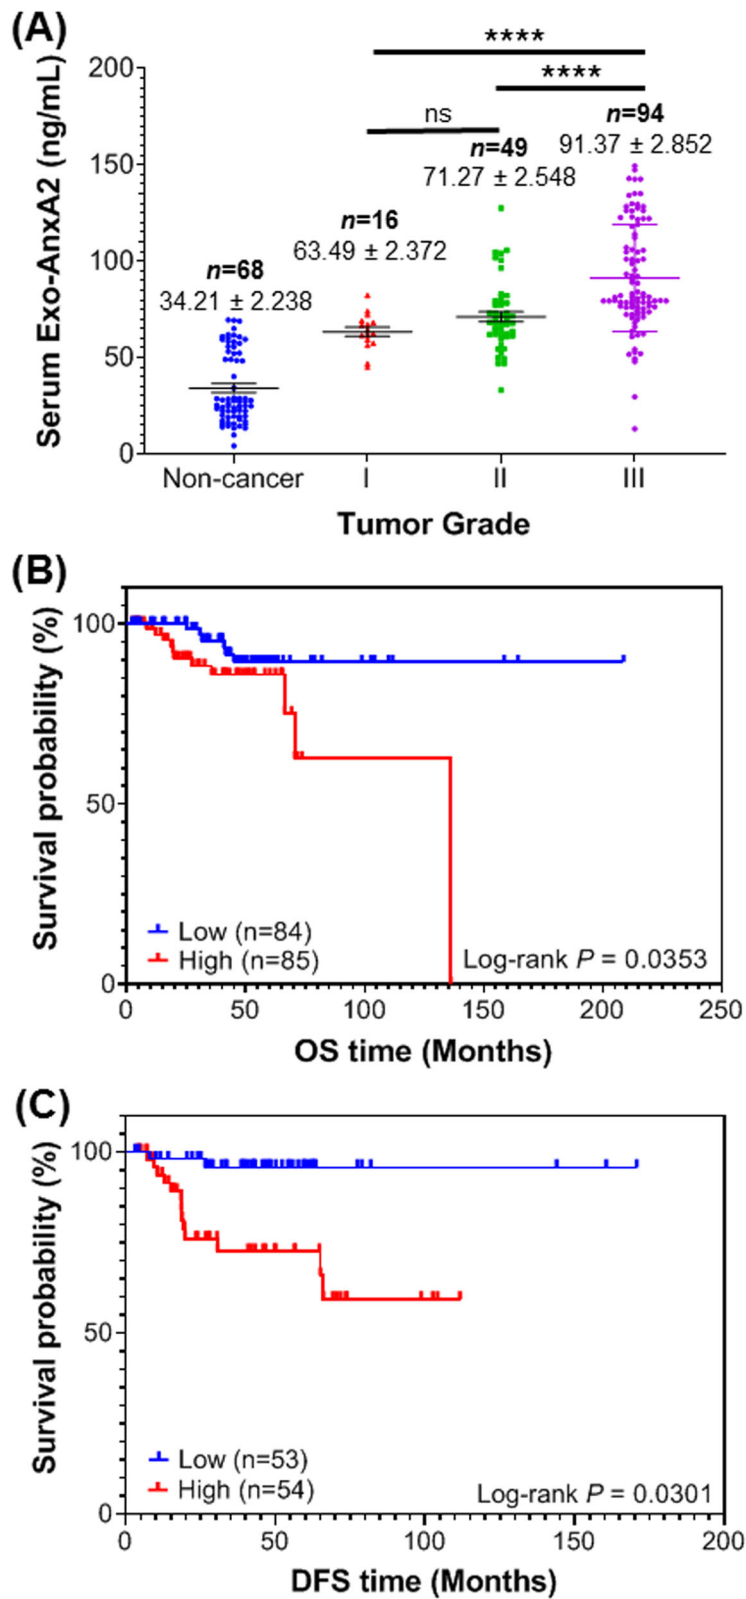 (A)
****
****
ns
n=94
91.37 ± 2.852
n=49
71.27 ± 2.548
n=16
63.49 ± 2.372
n=68
34.21 ± 2.238
Serum Exo-AnxA2 (ng/mL)
200
150
100
50
0
Non-cancer I II III
Tumor Grade
(B)
Survival probability (%)
100
50
0
Low (n=84)
High (n=85)
Log-rank P = 0.0353
0 50 100 150 200 250
OS time (Months)
(C)
Survival probability (%)
100
50
0
Low (n=53)
High (n=54)
Log-rank P = 0.0301
0 50 100 150 200
DFS time (Months)